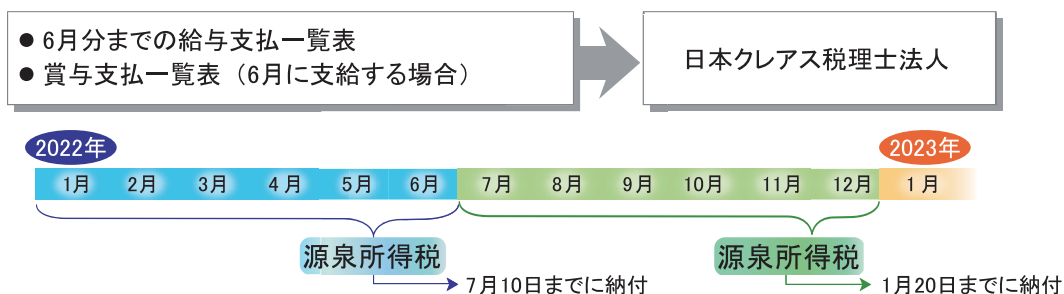 ● 6月分までの給与支払一覧表
● 賞与支払一覧表（6月に支給する場合）
日本クレアス税理士法人
2022年
2023年
1月 2月 3月 4月 5月 6月 7月 8月 9月 10月 11月 12月 1月
源泉所得税
源泉所得税
7月10日までに納付
1月20日までに納付